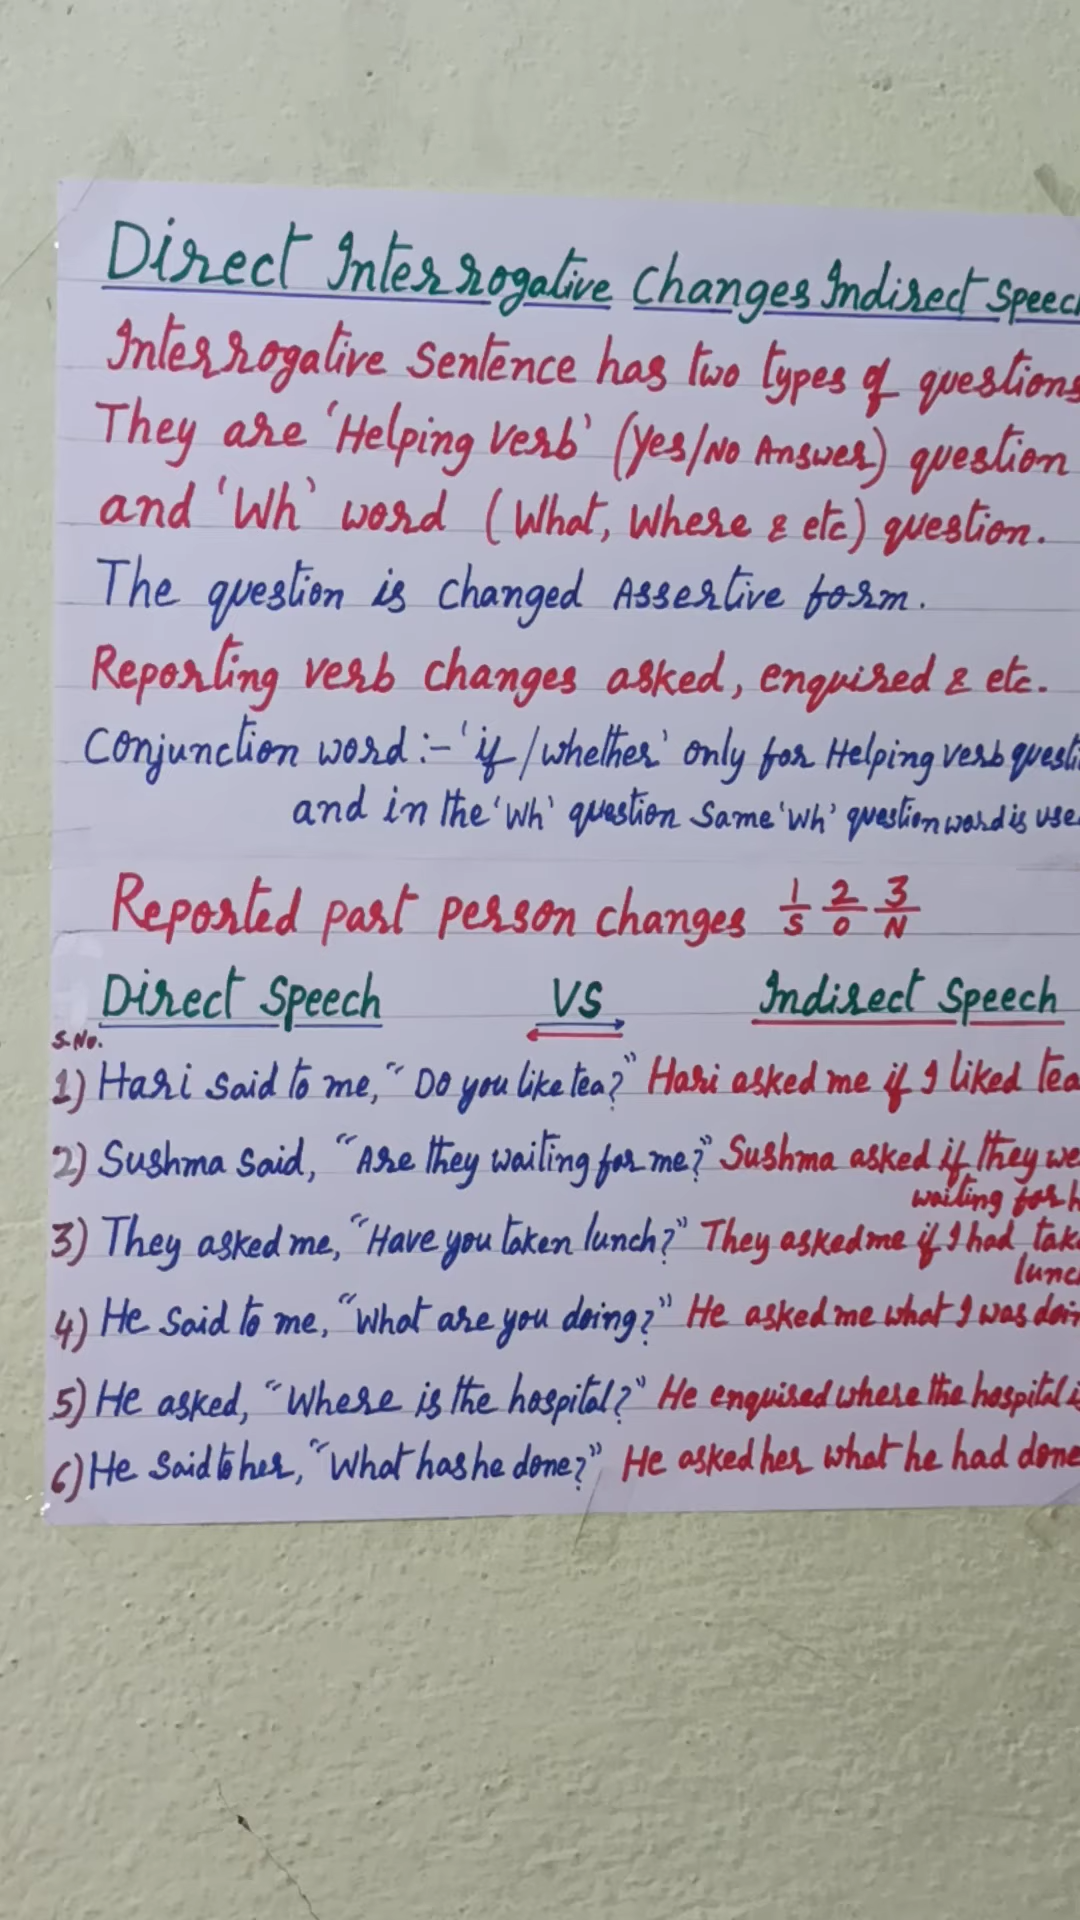 Direct Interrogative Changes Indirect Speech
Interrogative Sentence has two types of questions
They are 'Helping verb' (Yes/No Answer) question
and 'Wh' word (What, Where & etc) question.
The question is changed Assertive form.
Reporting verb changes asked, enquired & etc.
Conjunction word :- 'if/whether' only for Helping verb questi
and in the 'Wh' question Same 'Wh' question word is use
Reported part person changes 1/S 2/O 3/N
Direct Speech VS Indirect Speech
S.No.
1) Hari said to me, "Do you like tea?" Hari asked me if I liked tea
2) Sushma said, "Are they waiting for me?" Sushma asked if they we
waiting for h
3) They asked me, "Have you taken lunch?" They asked me if I had take
lunc
4) He said to me, "What are you doing?" He asked me what I was doin
5) He asked, "Where is the hospital?" He enquired where the hospital i
6) He Said to her, "What has he done?" He asked her what he had done